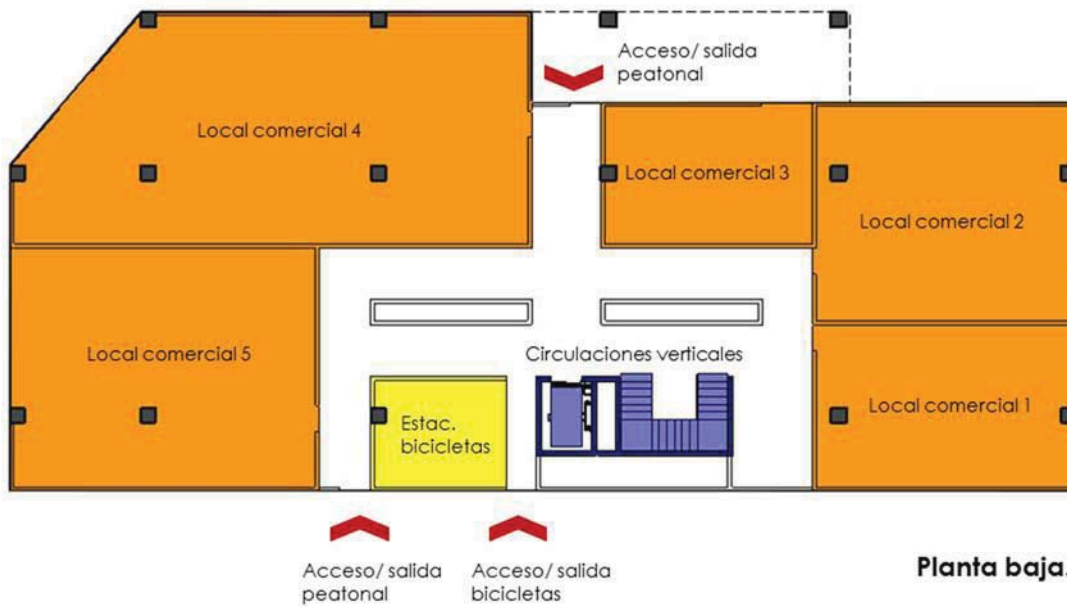 Acceso/ salida
peatonal
Local comercial 4
Local comercial 3
Local comercial 2
Local comercial 5
Circulaciones verticales
Local comercial 1
Estac.
bicicletas
Acceso/ salida
peatonal
Acceso/ salida
bicicletas
Planta baja.